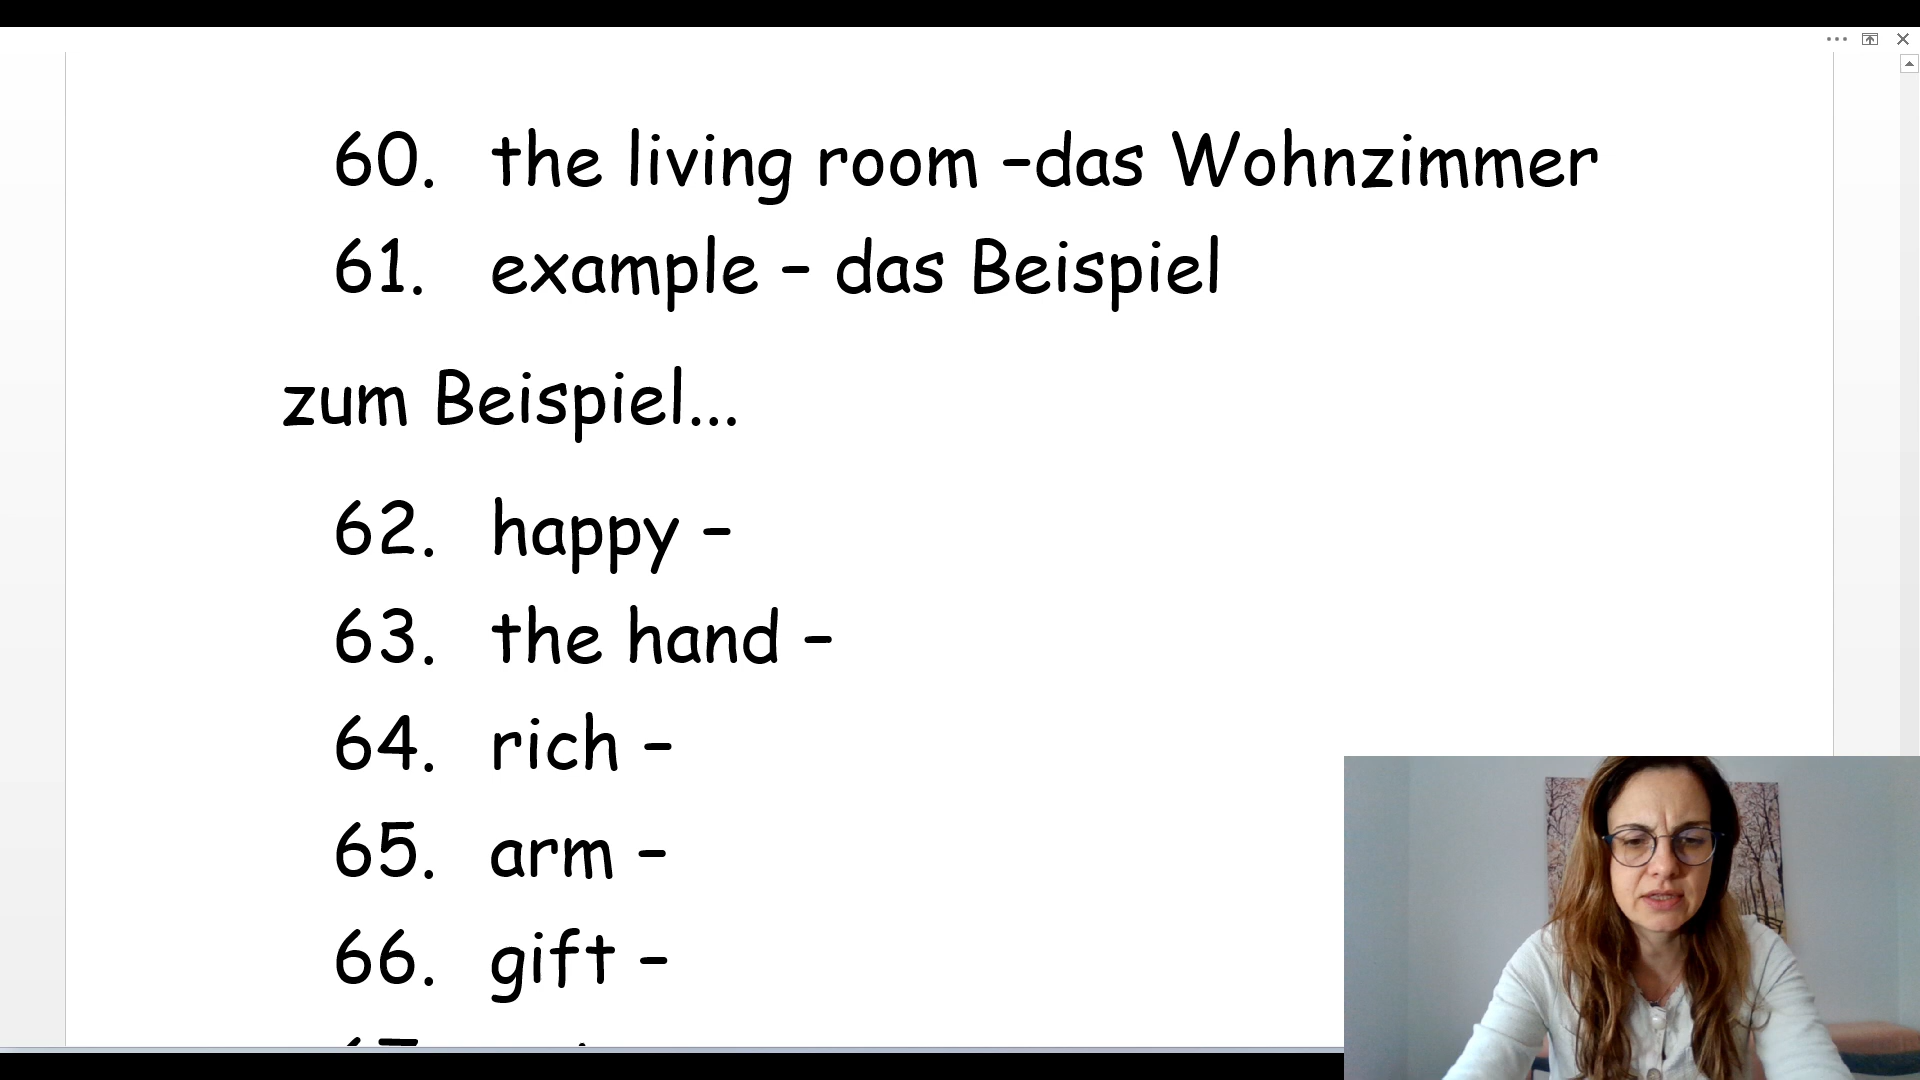 60. the living room –das Wohnzimmer
61. example – das Beispiel
zum Beispiel...
62. happy –
63. the hand –
64. rich –
65. arm –
66. gift –